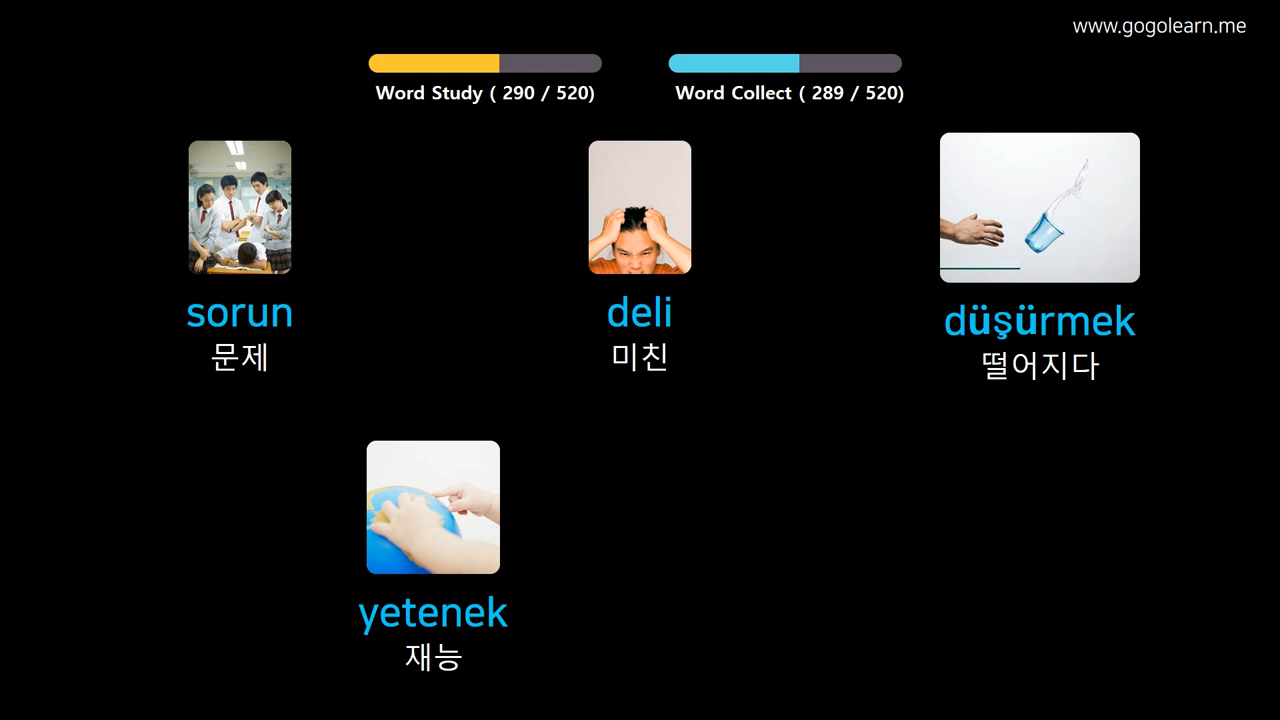 www.gogolearn.me
Word Study ( 290 / 520)
Word Collect ( 289 / 520)
sorun
문제
deli
미친
düşürmek
떨어지다
yetenek
재능